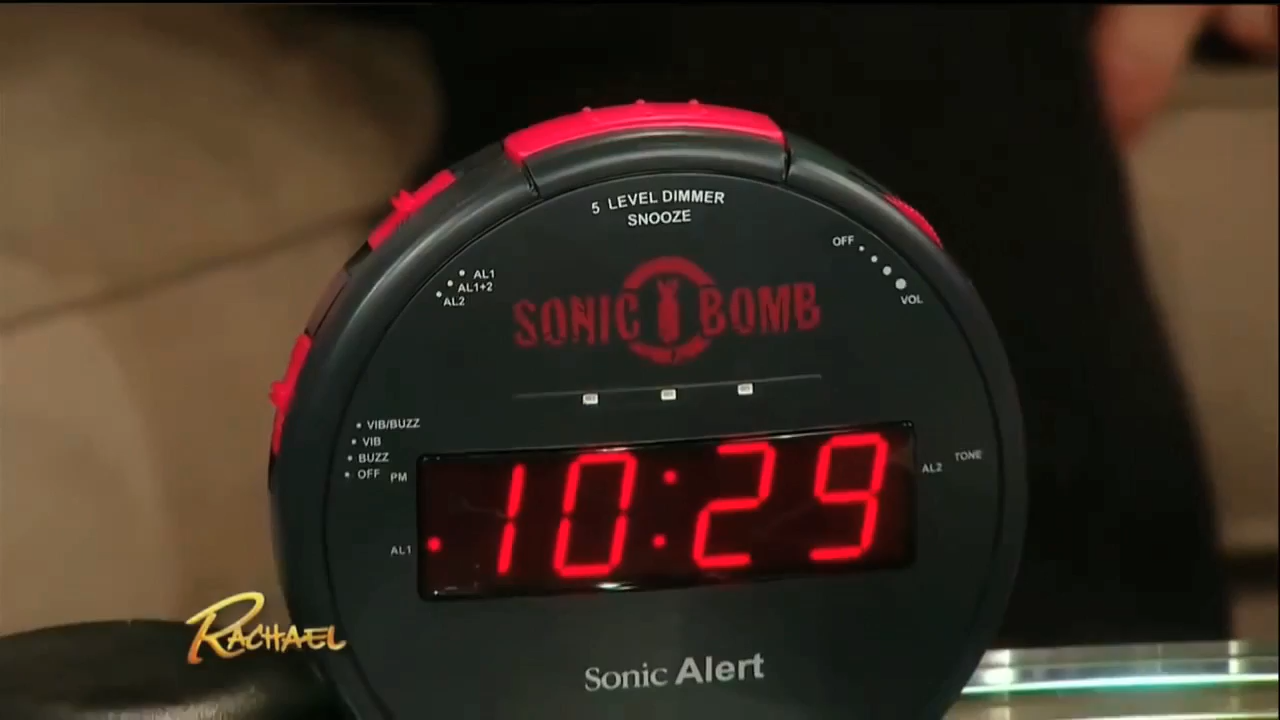 5 LEVEL DIMMER
SNOOZE
OFF
VOL
AL1
AL1+2
AL2
SONIC BOMB
VIB/BUZZ
VIB
BUZZ
OFF
PM
AL1
10:29
AL2
TONE
RACHAEL
Sonic Alert